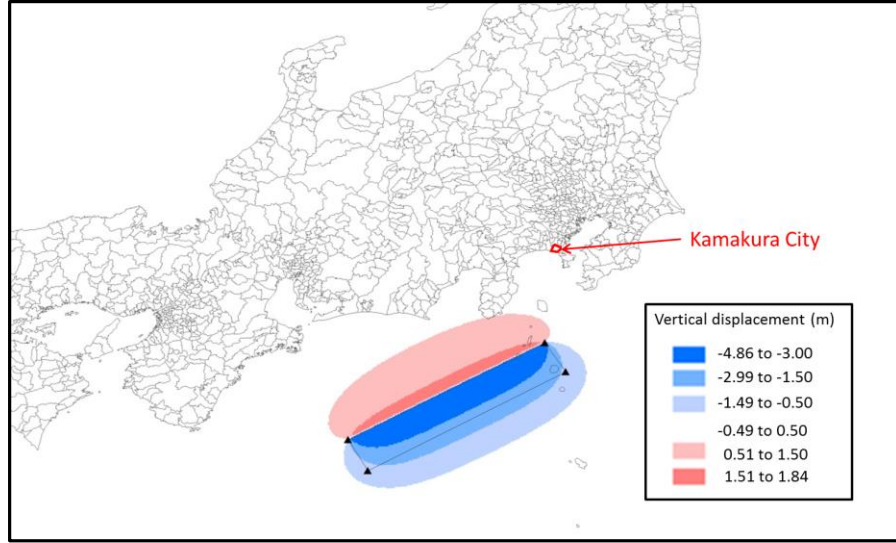 Kamakura City
Vertical displacement (m)
-4.86 to -3.00
-2.99 to -1.50
-1.49 to -0.50
-0.49 to 0.50
0.51 to 1.50
1.51 to 1.84